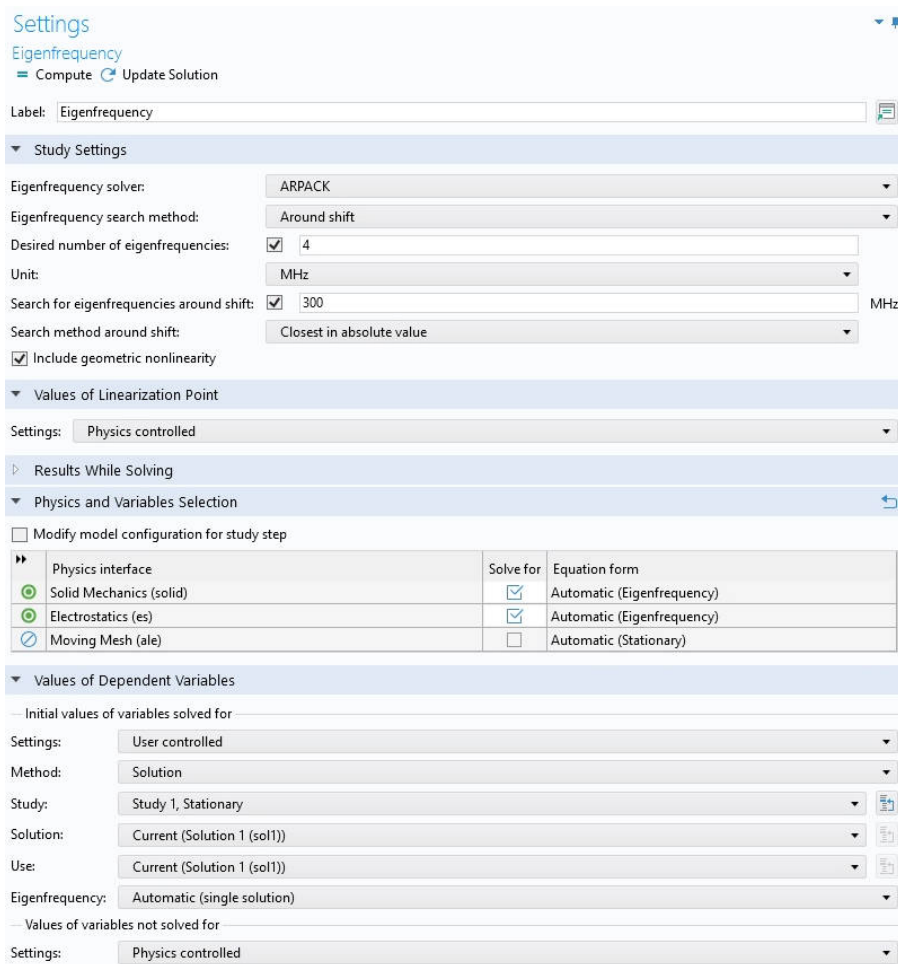 Settings
Eigenfrequency
= Compute Update Solution
Label: Eigenfrequency
Study Settings
Eigenfrequency solver: ARPACK
Eigenfrequency search method: Around shift
Desired number of eigenfrequencies: 4
Unit: MHz
Search for eigenfrequencies around shift: 300 MHz
Search method around shift: Closest in absolute value
Include geometric nonlinearity
Values of Linearization Point
Settings: Physics controlled
Results While Solving
Physics and Variables Selection
Modify model configuration for study step
Physics interface Solve for Equation form
Solid Mechanics (solid) Automatic (Eigenfrequency)
Electrostatics (es) Automatic (Eigenfrequency)
Moving Mesh (ale) Automatic (Stationary)
Values of Dependent Variables
Initial values of variables solved for
Settings: User controlled
Method: Solution
Study: Study 1, Stationary
Solution: Current (Solution 1 (sol1))
Use: Current (Solution 1 (sol1))
Eigenfrequency: Automatic (single solution)
Values of variables not solved for
Settings: Physics controlled